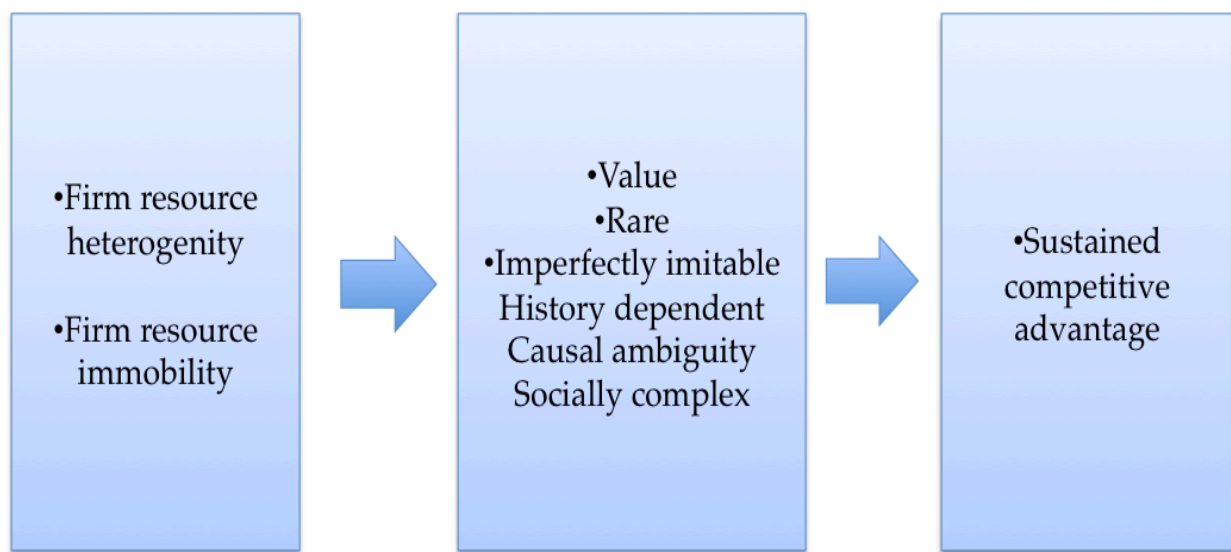 •Firm resource
heterogenity
•Firm resource
immobility
•Value
•Rare
•Imperfectly imitable
History dependent
Causal ambiguity
Socially complex
•Sustained
competitive
advantage